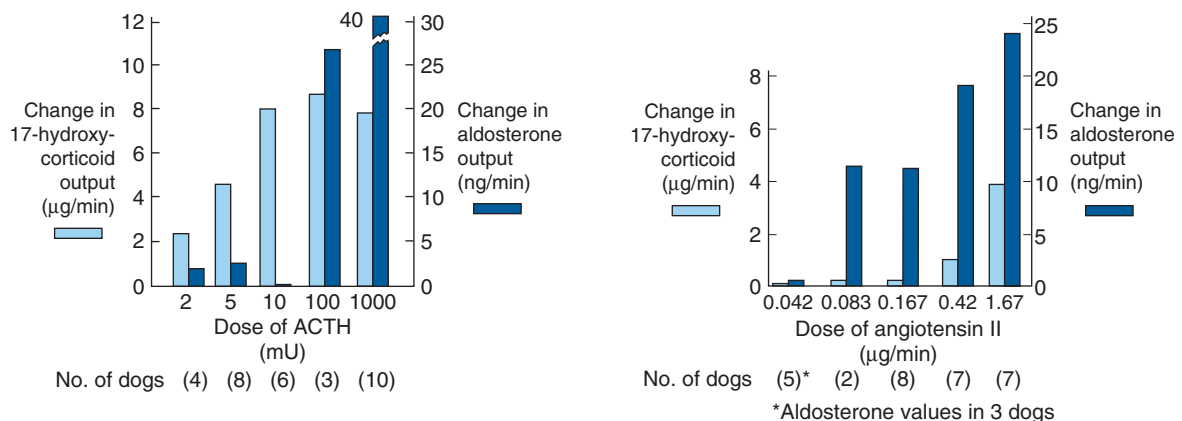 12
10
8
6
4
2
0
Change in
17-hydroxy-
corticoid
output
(μg/min)
40
30
25
20
15
10
5
0
Change in
aldosterone
output
(ng/min)
2 5 10 100 1000
Dose of ACTH
(mU)
No. of dogs (4) (8) (6) (3) (10)
8
6
4
2
0
Change in
17-hydroxy-
corticoid
(μg/min)
25
20
15
10
5
0
Change in
aldosterone
output
(ng/min)
0.042 0.083 0.167 0.42 1.67
Dose of angiotensin II
(μg/min)
No. of dogs (5)* (2) (8) (7) (7)
*Aldosterone values in 3 dogs